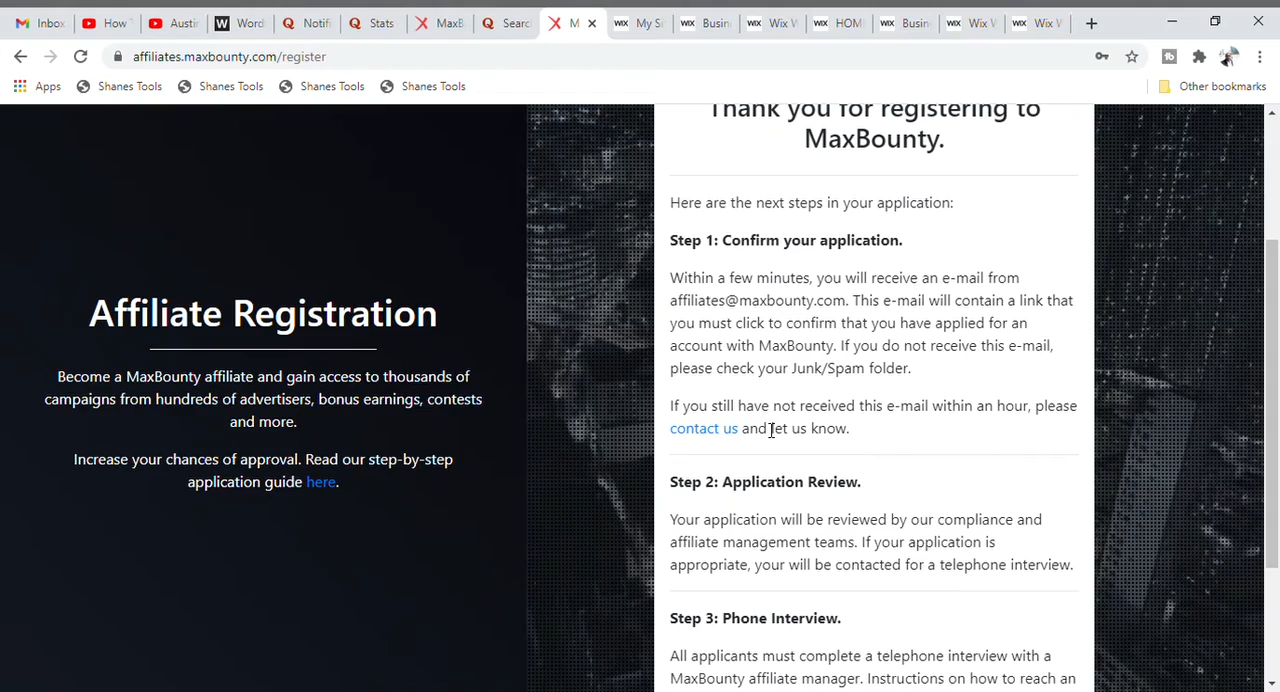 Inbox
How
Austin
Word
Notifi
Stats
MaxB
Searc
M
My Si
Busin
Wix V
HOM
Busin
Wix V
Wix V
affiliates.maxbounty.com/register
Apps
Shanes Tools
Shanes Tools
Shanes Tools
Shanes Tools
Other bookmarks
Affiliate Registration
Become a MaxBounty affiliate and gain access to thousands of
campaigns from hundreds of advertisers, bonus earnings, contests
and more.
Increase your chances of approval. Read our step-by-step
application guide here.
Thank you for registering to
MaxBounty.
Here are the next steps in your application:
Step 1: Confirm your application.
Within a few minutes, you will receive an e-mail from
affiliates@maxbounty.com. This e-mail will contain a link that
you must click to confirm that you have applied for an
account with MaxBounty. If you do not receive this e-mail,
please check your Junk/Spam folder.
If you still have not received this e-mail within an hour, please
contact us and let us know.
Step 2: Application Review.
Your application will be reviewed by our compliance and
affiliate management teams. If your application is
appropriate, your will be contacted for a telephone interview.
Step 3: Phone Interview.
All applicants must complete a telephone interview with a
MaxBounty affiliate manager. Instructions on how to reach an